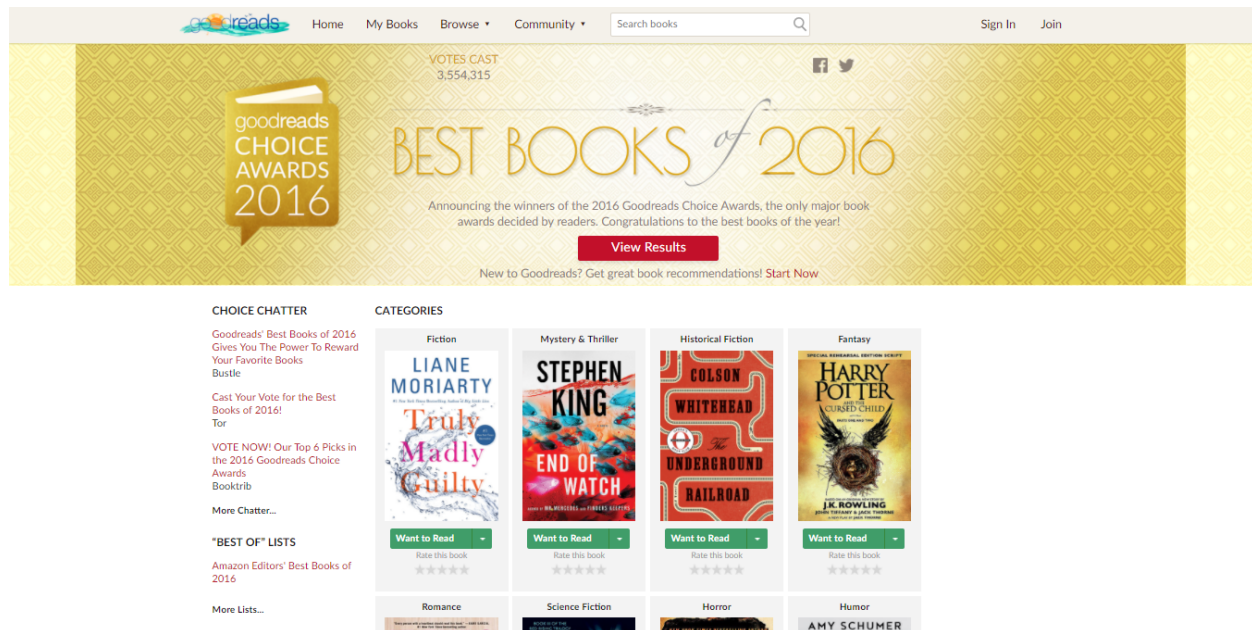 goodreads
Home
My Books
Browse ▾
Community ▾
Search books
Sign In
Join
VOTES CAST
3,554,315
goodreads
CHOICE
AWARDS
2016
BEST BOOKS of 2016
Announcing the winners of the 2016 Goodreads Choice Awards, the only major book
awards decided by readers. Congratulations to the best books of the year!
View Results
New to Goodreads? Get great book recommendations! Start Now
CHOICE CHATTER
Goodreads' Best Books of 2016
Gives You The Power To Reward
Your Favorite Books
Bustle
Cast Your Vote for the Best
Books of 2016!
Tor
VOTE NOW! Our Top 6 Picks in
the 2016 Goodreads Choice
Awards
Booktrib
More Chatter...
"BEST OF" LISTS
Amazon Editors' Best Books of
2016
More Lists...
CATEGORIES
Fiction
LIANE
MORIARTY
Truly
Madly
Guilty
Want to Read
Rate this book
Mystery & Thriller
STEPHEN
KING
END OF
WATCH
Want to Read
Rate this book
Historical Fiction
COLSON
WHITEHEAD
The
UNDERGROUND
RAILROAD
Want to Read
Rate this book
Fantasy
SPECIAL REHEARSAL EDITION SCRIPT
HARRY
POTTER
AND THE
CURSED CHILD
J.K. ROWLING
JOHN TIFFANY & JACK THORNE
Want to Read
Rate this book
Romance
Science Fiction
Horror
Humor
AMY SCHUMER